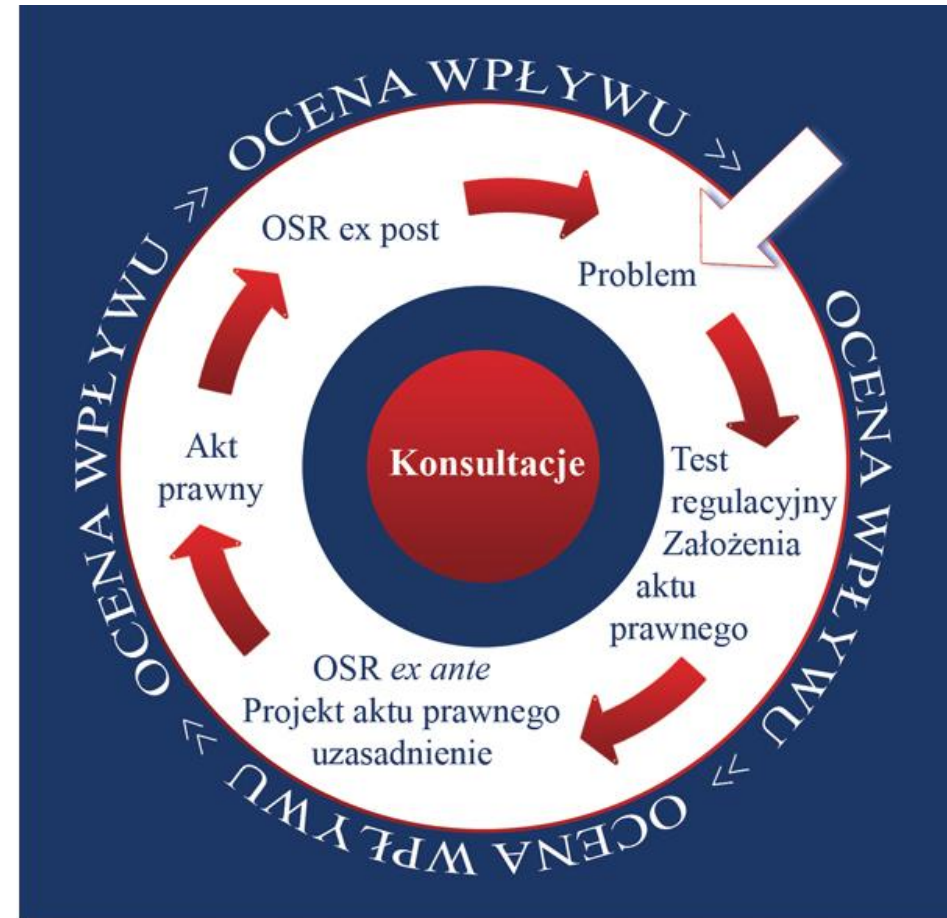 OCENA WPŁYWU »
OCENA WPŁYWU »
OCENA WPŁYWU »
OCENA WPŁYWU »
OSR ex post
Problem
Test
regulacyjny
Założenia
aktu
prawnego
OSR ex ante
Projekt aktu prawnego
uzasadnienie
Akt
prawny
Konsultacje